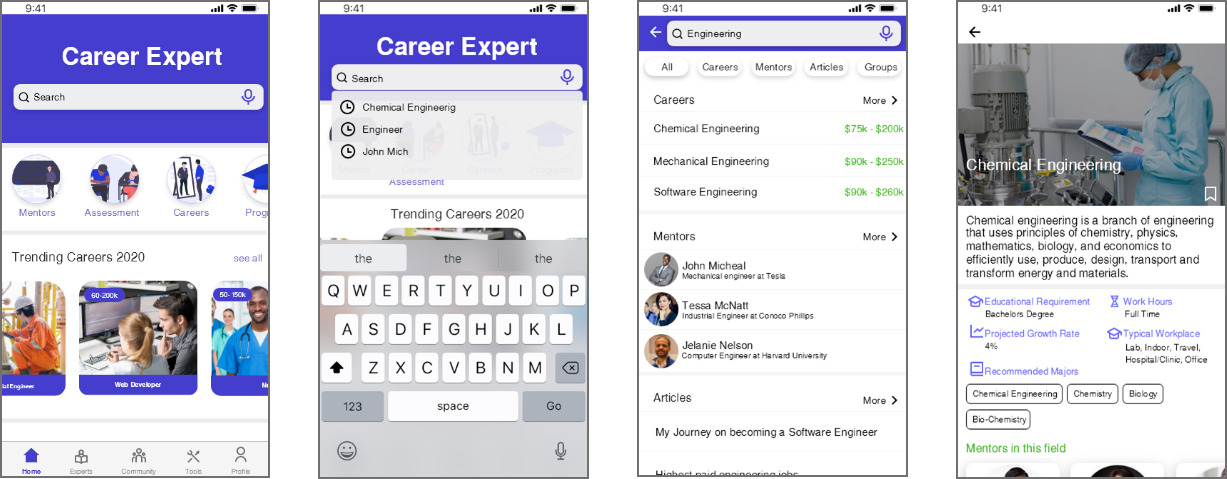 9:41
Career Expert
Search
Mentors
Assessment
Careers
Prog
Trending Careers 2020
see all
60-200k
50- 150k
al Engineer
Web Developer
N
Home
Experts
Community
Tools
Profile
9:41
Career Expert
Search
Chemical Engineerig
Engineer
John Mich
Assessment
Trending Careers 2020
the
the
the
Q W E R T Y U I O P
A S D F G H J K L
Z X C V B N M
123
space
Go
9:41
Engineering
All
Careers
Mentors
Articles
Groups
Careers
More
Chemical Engineering
$75k - $200k
Mechanical Engineering
$90k - $250k
Software Engineering
$90k - $260k
Mentors
More
John Micheal
Mechanical engineer at Tesla
Tessa McNatt
Industrial Engineer at Conoco Phillips
Jelanie Nelson
Computer Engineer at Harvard University
Articles
More
My Journey on becoming a Software Engineer
Highest paid engineering jobs
9:41
Chemical Engineering
Chemical engineering is a branch of engineering
that uses principles of chemistry, physics,
mathematics, biology, and economics to
efficiently use, produce, design, transport and
transform energy and materials.
Educational Requirement
Bachelors Degree
Work Hours
Full Time
Projected Growth Rate
4%
Typical Workplace
Lab, Indoor, Travel,
Hospital/Clinic, Office
Recommended Majors
Chemical Engineering
Chemistry
Biology
Bio-Chemistry
Mentors in this field